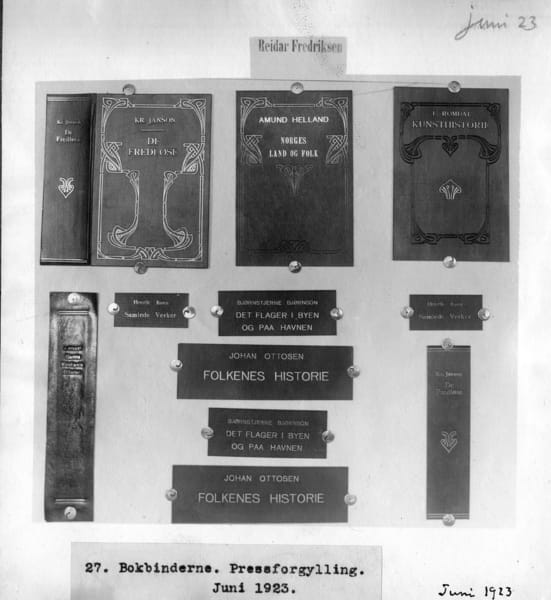 juni 23
Reidar Fredriksen
Kr. Janson
De
Fredløse
KR. JANSON
DE
FREDLØSE
AMUND HELLAND
NORGES
LAND OG FOLK
ROMDAL
KUNSTHISTORIE
Henrik Ibsen
Samlede Verker
BJØRNSTJERNE BJØRNSON
DET FLAGER I BYEN
OG PAA HAVNEN
Henrik Ibsen
Samlede Verker
JOHAN OTTOSEN
FOLKENES HISTORIE
Kr. Janson
De
Fredløse
BJØRNSTJERNE BJØRNSON
DET FLAGER I BYEN
OG PAA HAVNEN
JOHAN OTTOSEN
FOLKENES HISTORIE
27. Bokbinderne. Pressforgylling.
Juni 1923.
Juni 1923